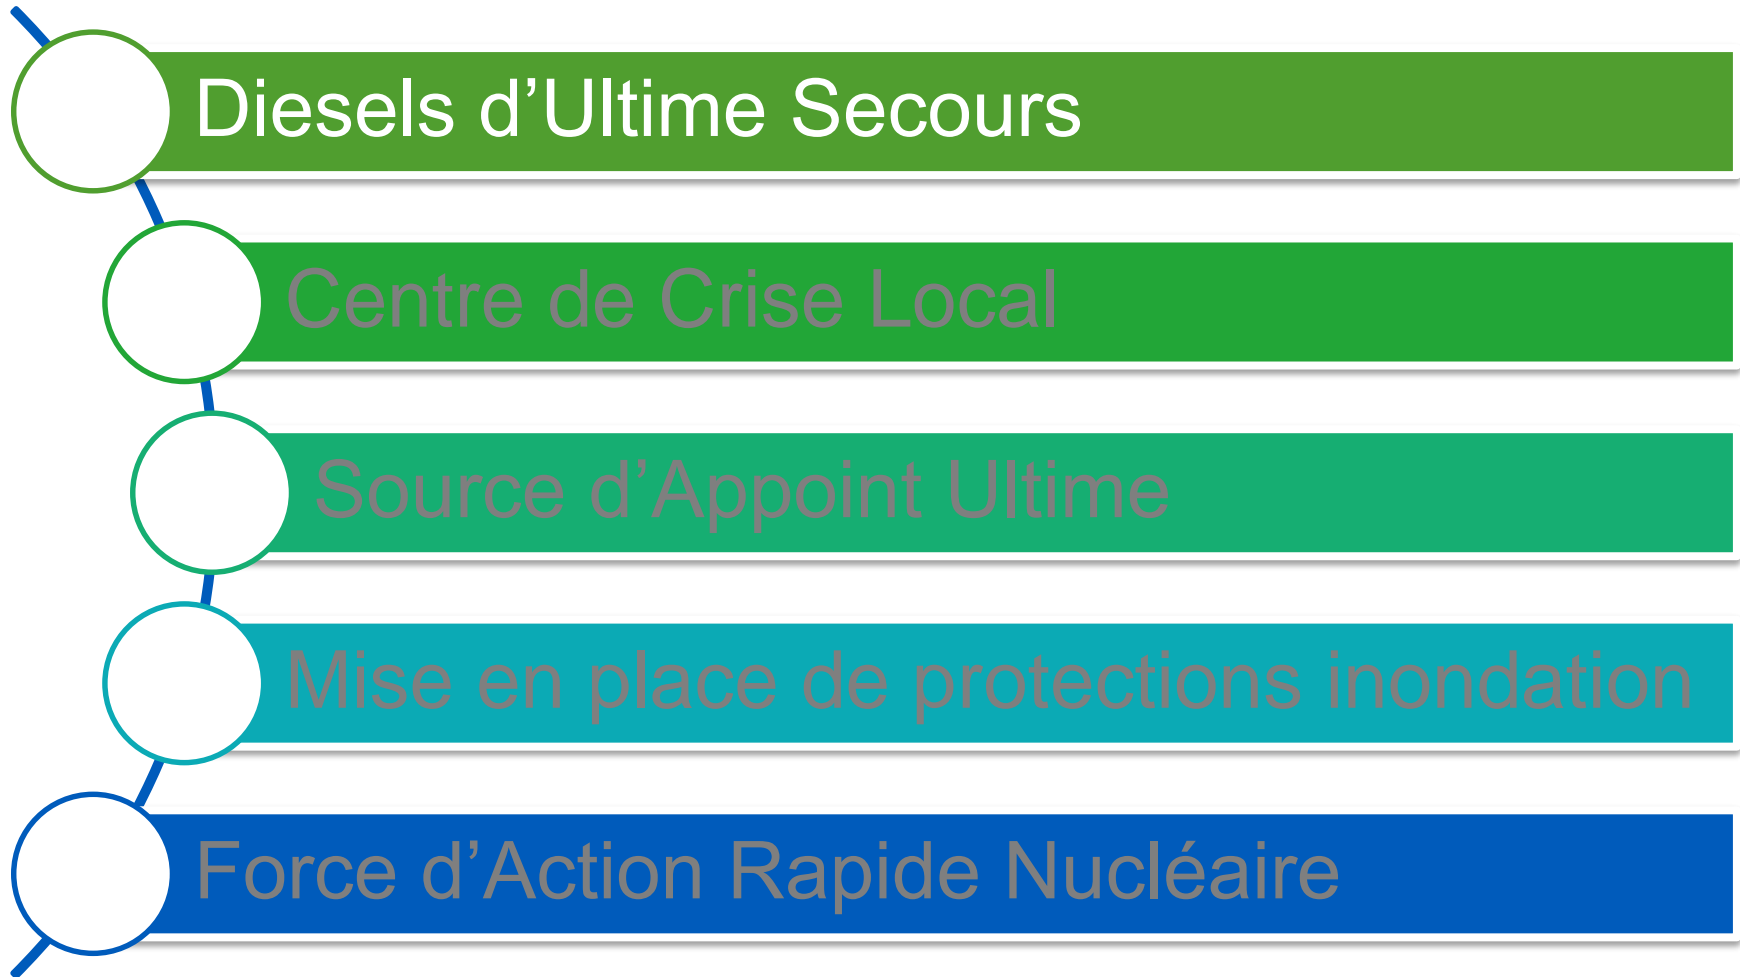 Diesels d’Ultime Secours
Centre de Crise Local
Source d’Appoint Ultime
Mise en place de protections inondation
Force d’Action Rapide Nucléaire